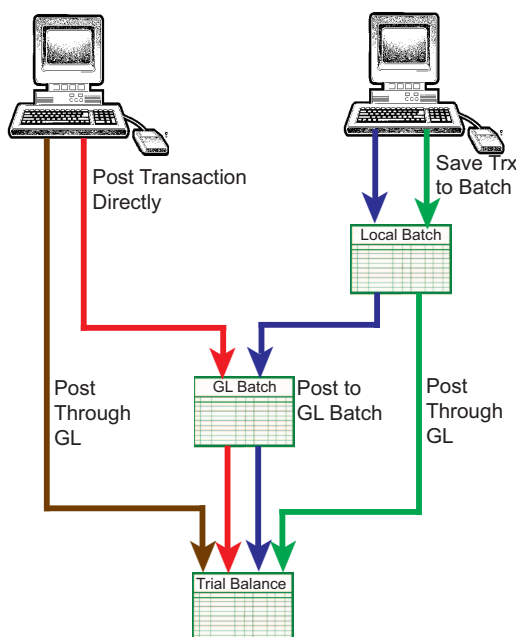 Post Transaction
Directly
Save Trx
to Batch
Local Batch
GL Batch
Post to
GL Batch
Post
Through
GL
Post
Through
GL
Trial Balance